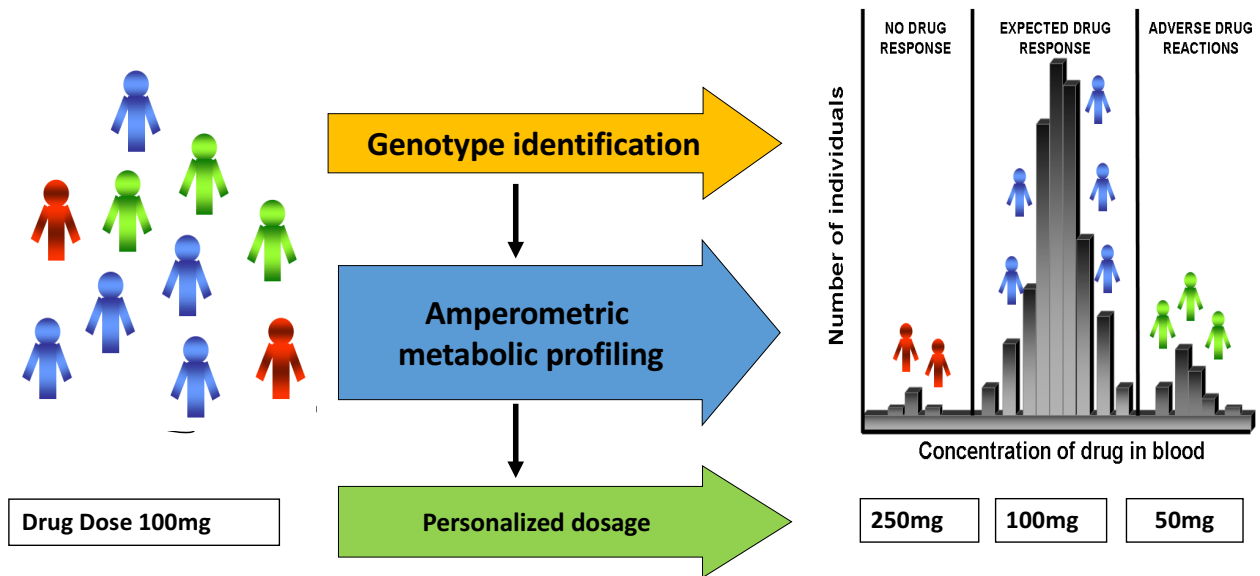 NO DRUG
RESPONSE
EXPECTED DRUG
RESPONSE
ADVERSE DRUG
REACTIONS
Genotype identification
Amperometric
metabolic profiling
Number of individuals
Concentration of drug in blood
Drug Dose 100mg
Personalized dosage
250mg
100mg
50mg